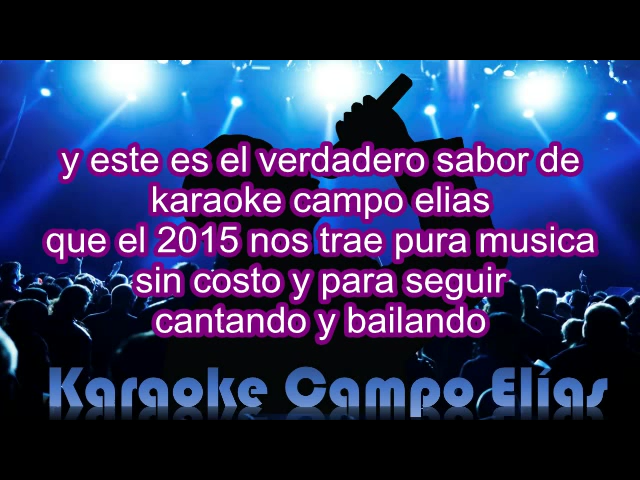 y este es el verdadero sabor de
karaoke campo elias
que el 2015 nos trae pura musica
sin costo y para seguir
cantando y bailando
Karaoke Campo Elias